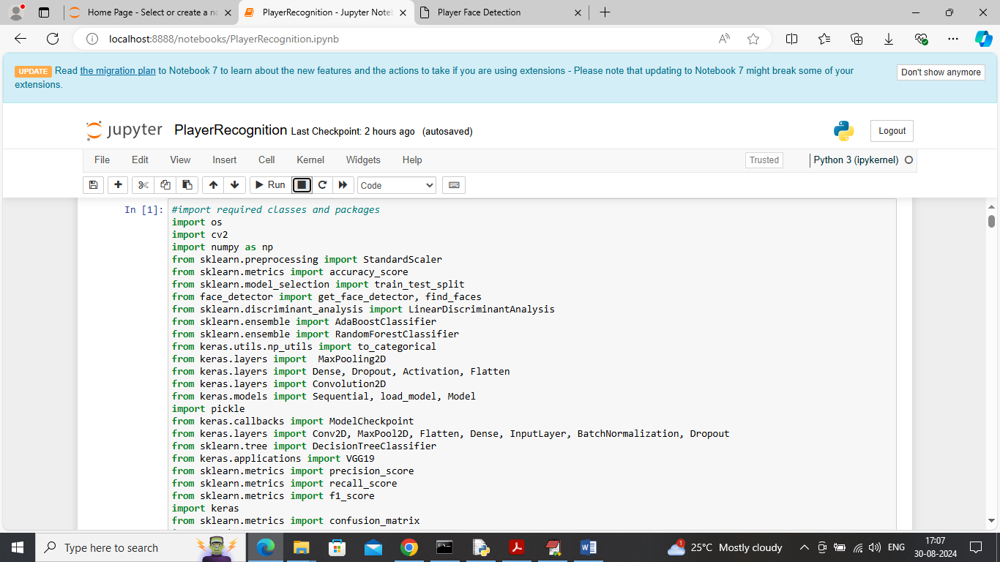 Home Page - Select or create a no
PlayerRecognition - Jupyter Note
Player Face Detection
localhost:8888/notebooks/PlayerRecognition.ipynb
UPDATE Read the migration plan to Notebook 7 to learn about the new features and the actions to take if you are using extensions - Please note that updating to Notebook 7 might break some of your
extensions.
Don't show anymore
jupyter PlayerRecognition Last Checkpoint: 2 hours ago (autosaved)
Logout
File Edit View Insert Cell Kernel Widgets Help
Trusted
Python 3 (ipykernel)
Run
Code
In [1]: #import required classes and packages
import os
import cv2
import numpy as np
from sklearn.preprocessing import StandardScaler
from sklearn.metrics import accuracy_score
from sklearn.model_selection import train_test_split
from face_detector import get_face_detector, find_faces
from sklearn.discriminant_analysis import LinearDiscriminantAnalysis
from sklearn.ensemble import AdaBoostClassifier
from sklearn.ensemble import RandomForestClassifier
from keras.utils.np_utils import to_categorical
from keras.layers import  MaxPooling2D
from keras.layers import Dense, Dropout, Activation, Flatten
from keras.layers import Convolution2D
from keras.models import Sequential, load_model, Model
import pickle
from keras.callbacks import ModelCheckpoint
from keras.layers import Conv2D, MaxPool2D, Flatten, Dense, InputLayer, BatchNormalization, Dropout
from sklearn.tree import DecisionTreeClassifier
from keras.applications import VGG19
from sklearn.metrics import precision_score
from sklearn.metrics import recall_score
from sklearn.metrics import f1_score
import keras
from sklearn.metrics import confusion_matrix
Type here to search
1
25°C Mostly cloudy
ENG
17:07
30-08-2024